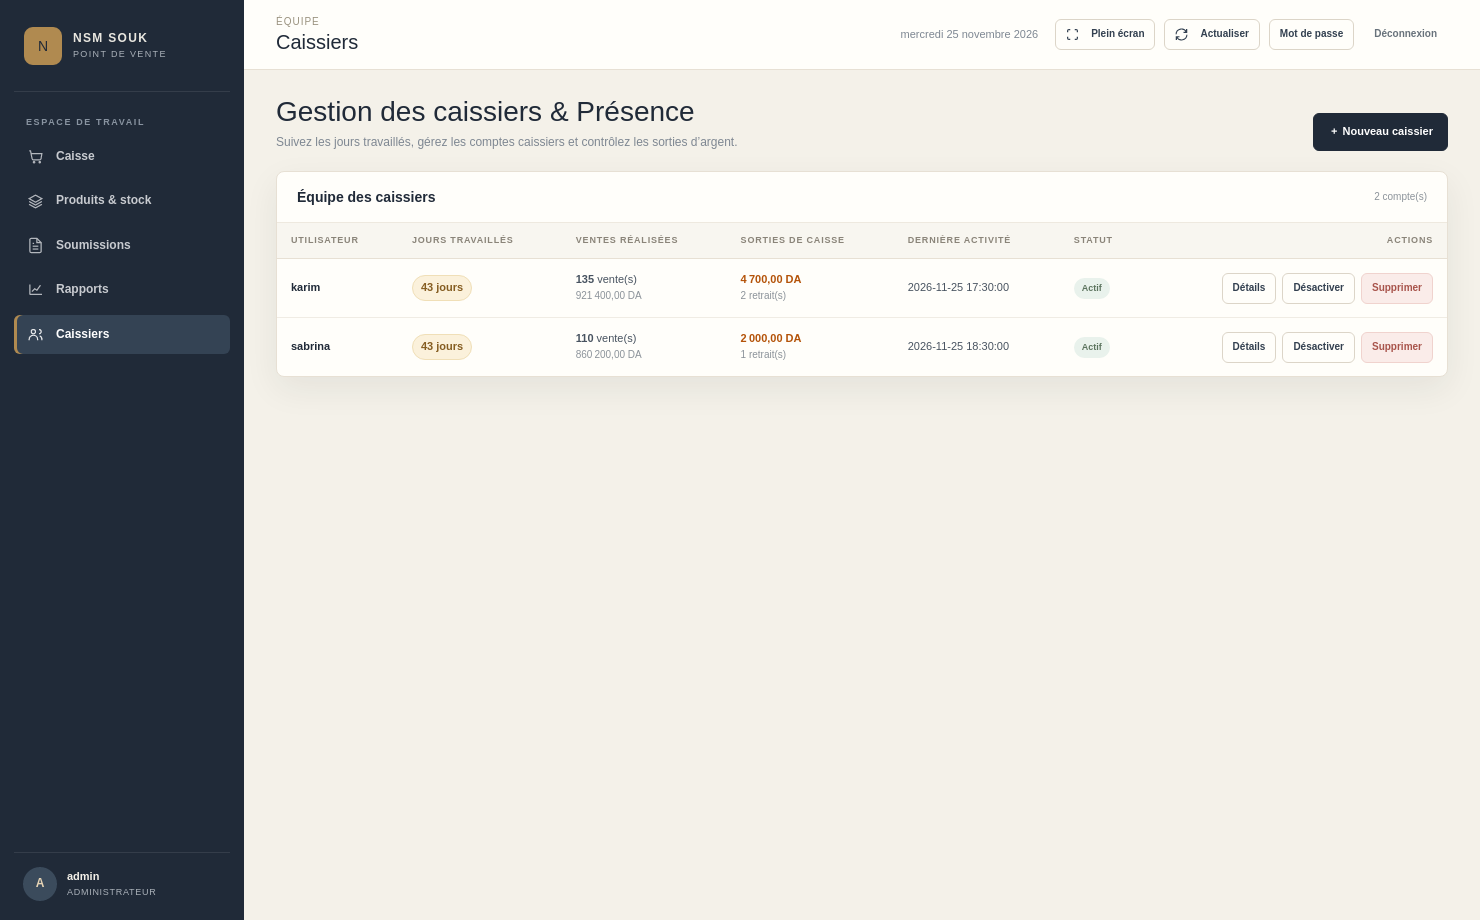 N
NSM SOUK
POINT DE VENTE
ESPACE DE TRAVAIL
Caisse
Produits & stock
Soumissions
Rapports
Caissiers
A
admin
ADMINISTRATEUR
ÉQUIPE
Caissiers
mercredi 25 novembre 2026
Plein écran
Actualiser
Mot de passe
Déconnexion
Gestion des caissiers & Présence
Suivez les jours travaillés, gérez les comptes caissiers et contrôlez les sorties d’argent.
+ Nouveau caissier
Équipe des caissiers
2 compte(s)
UTILISATEUR JOURS TRAVAILLÉS VENTES RÉALISÉES SORTIES DE CAISSE DERNIÈRE ACTIVITÉ STATUT ACTIONS
karim 43 jours 135 vente(s) 4 700,00 DA 2026-11-25 17:30:00 Actif Détails Désactiver Supprimer
921 400,00 DA 2 retrait(s)
sabrina 43 jours 110 vente(s) 2 000,00 DA 2026-11-25 18:30:00 Actif Détails Désactiver Supprimer
860 200,00 DA 1 retrait(s)